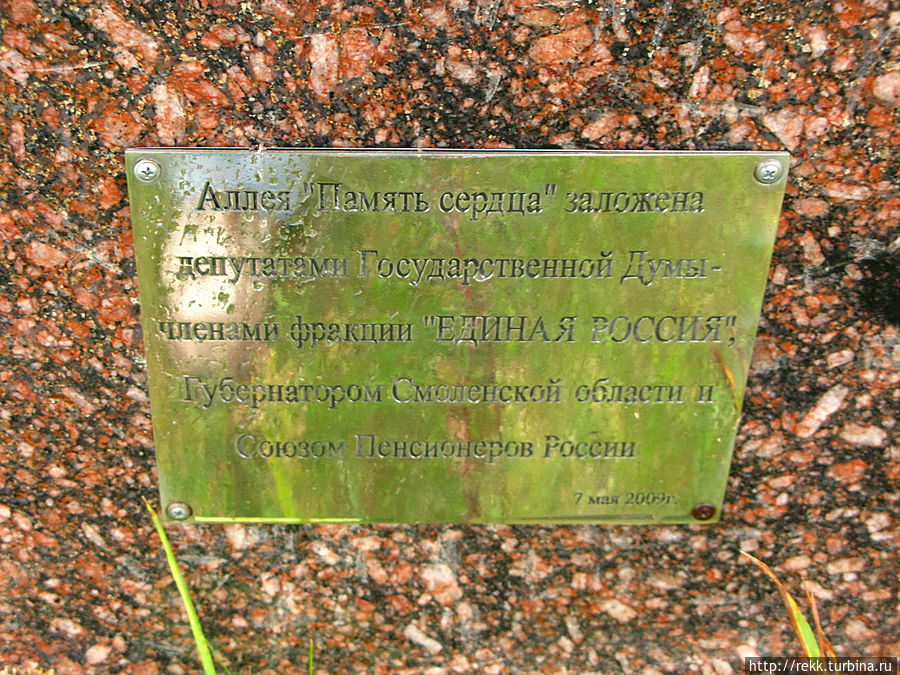 Аллея "Память сердца" заложена
депутатами Государственной Думы-
членами фракции "ЕДИНАЯ РОССИЯ",
Губернатором Смоленской области и
Союзом Пенсионеров России
7 мая 2009г.
http://rekk.turbina.ru